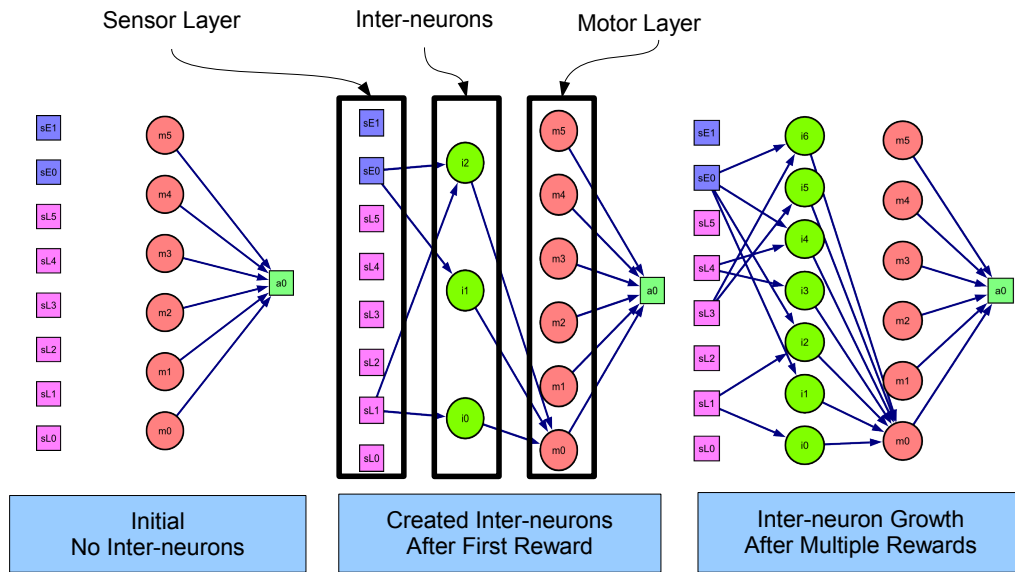 Sensor Layer
Inter-neurons
Motor Layer
sE1
sE0
sL5
sL4
sL3
sL2
sL1
sL0
m5
m4
m3
m2
m1
m0
a0
sE1
sE0
sL5
sL4
sL3
sL2
sL1
sL0
i2
i1
i0
m5
m4
m3
m2
m1
m0
a0
sE1
sE0
sL5
sL4
sL3
sL2
sL1
sL0
i6
i5
i4
i3
i2
i1
i0
m5
m4
m3
m2
m1
m0
a0
Initial
No Inter-neurons
Created Inter-neurons
After First Reward
Inter-neuron Growth
After Multiple Rewards